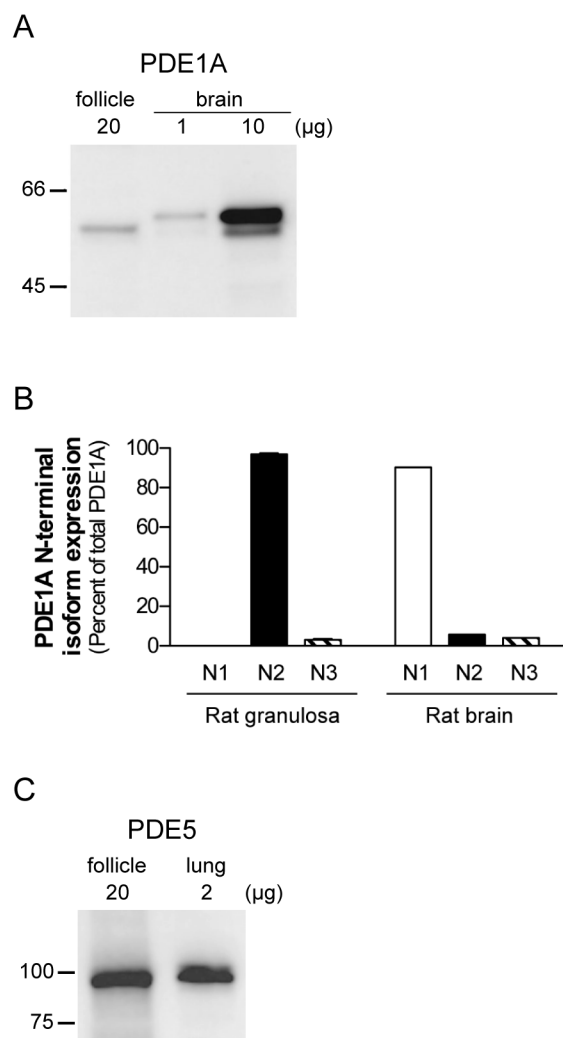 A
PDE1A
follicle brain
20 1 10 (µg)
66
45
B
PDE1A N-terminal
isoform expression
(Percent of total PDE1A)
100
80
60
40
20
0
N1 N2 N3 N1 N2 N3
Rat granulosa Rat brain
C
PDE5
follicle lung
20 2 (µg)
100
75